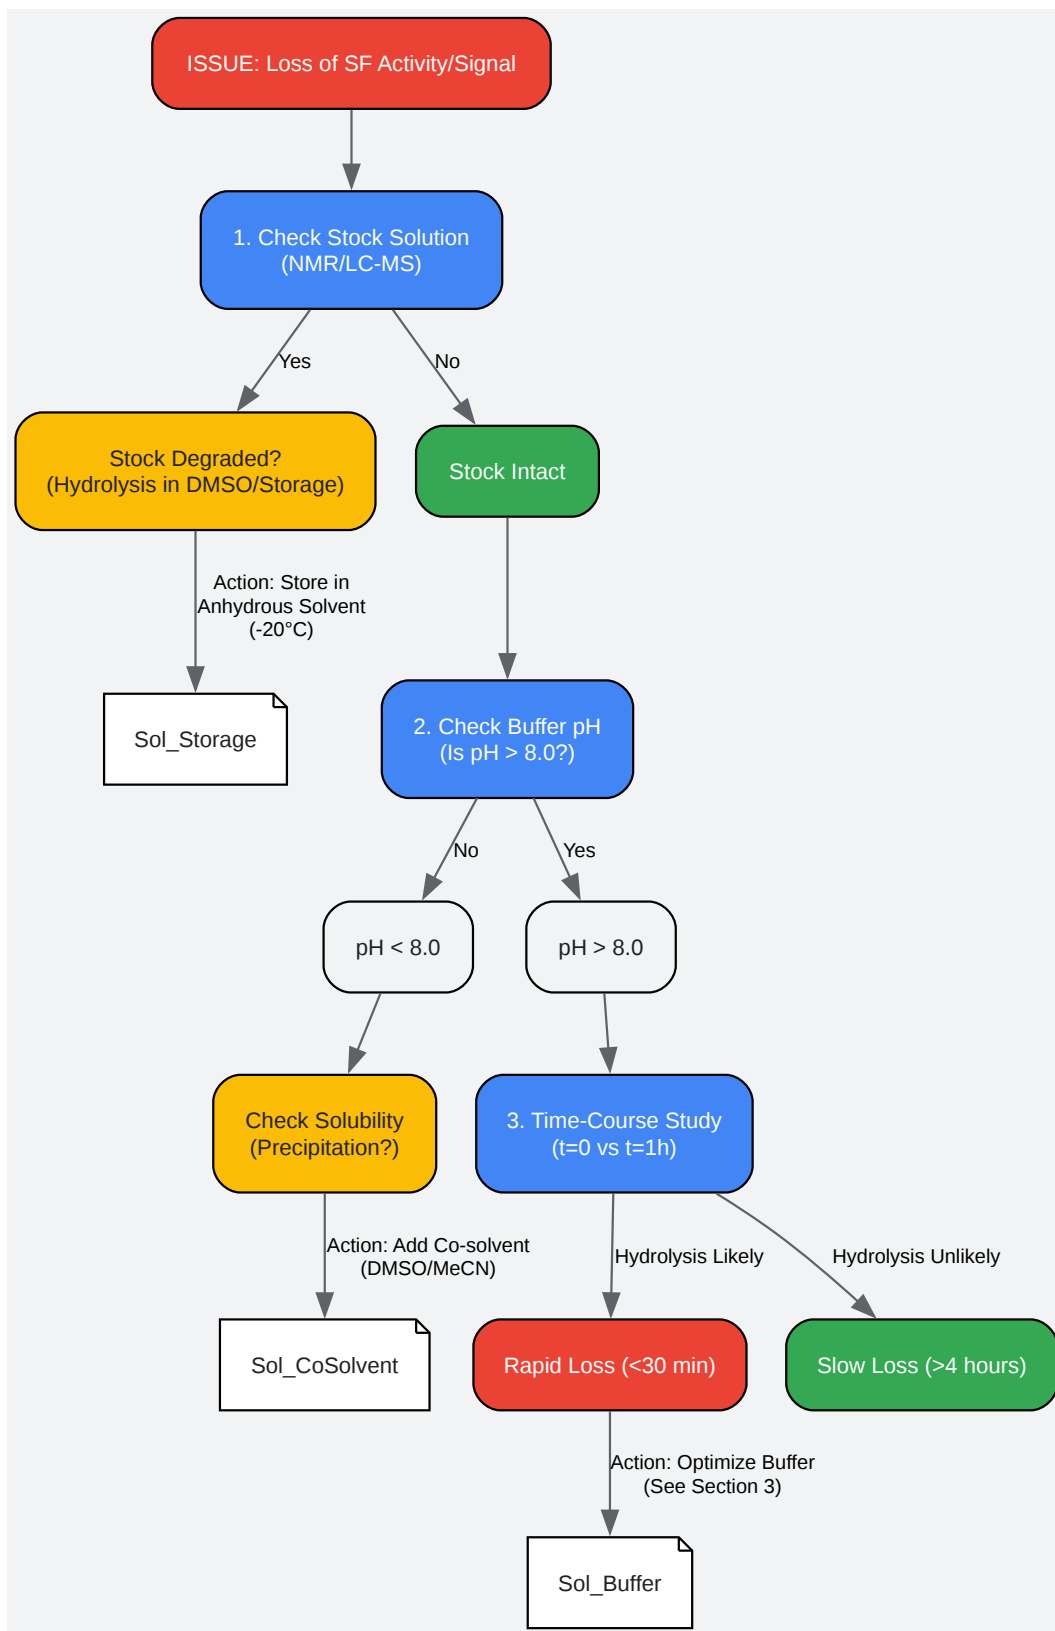 ISSUE: Loss of SF Activity/Signal
1. Check Stock Solution
(NMR/LC-MS)
Yes
No
Stock Degraded?
(Hydrolysis in DMSO/Storage)
Stock Intact
Action: Store in
Anhydrous Solvent
(-20°C)
Sol_Storage
2. Check Buffer pH
(Is pH > 8.0?)
No
Yes
pH < 8.0
pH > 8.0
Check Solubility
(Precipitation?)
3. Time-Course Study
(t=0 vs t=1h)
Action: Add Co-solvent
(DMSO/MeCN)
Hydrolysis Likely
Hydrolysis Unlikely
Sol_CoSolvent
Rapid Loss (<30 min)
Slow Loss (>4 hours)
Action: Optimize Buffer
(See Section 3)
Sol_Buffer